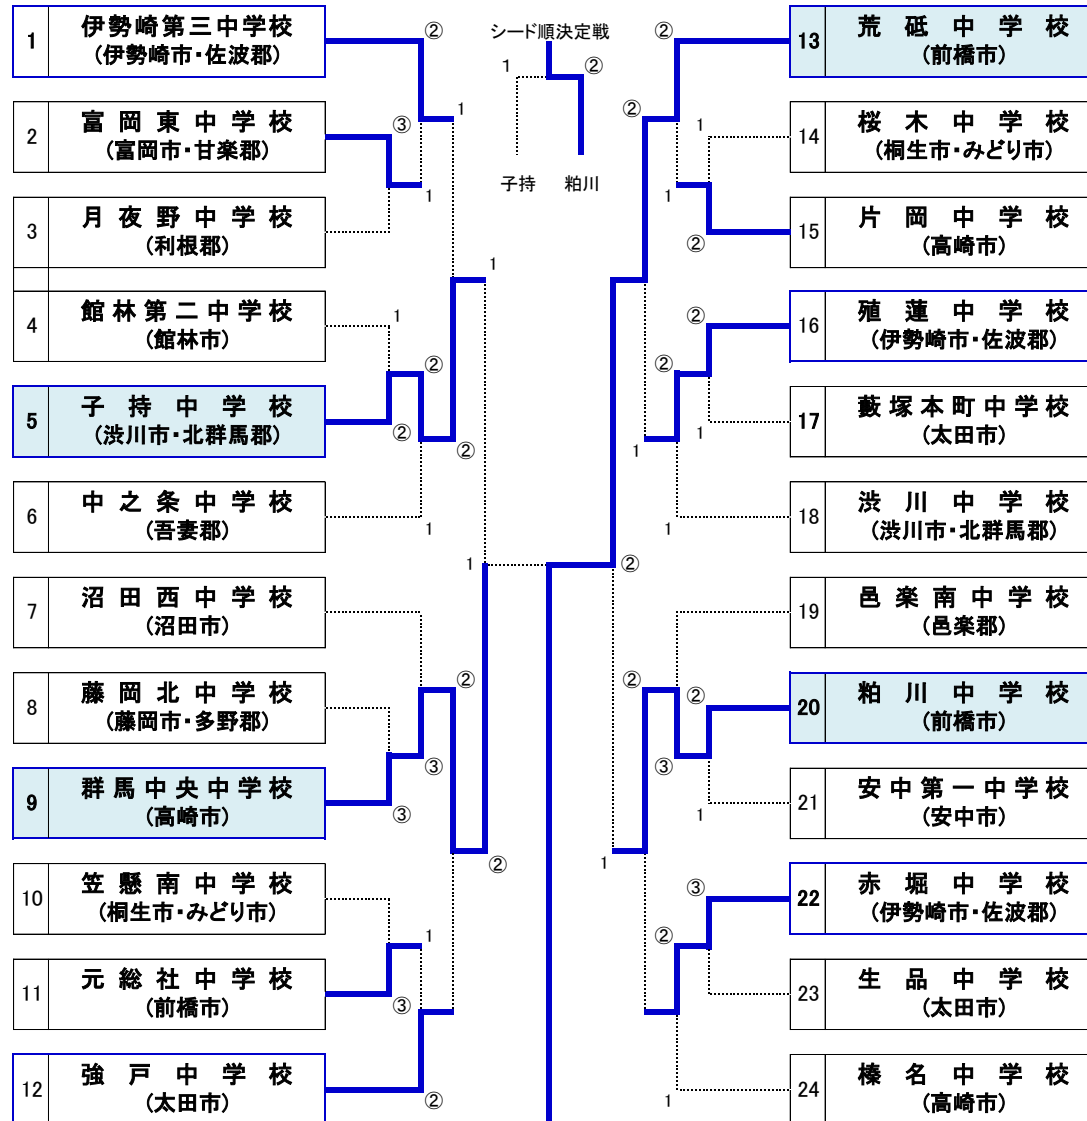 1
伊勢崎第三中学校
(伊勢崎市・佐波郡)
2
富岡東中学校
(富岡市・甘楽郡)
3
月夜野中学校
(利根郡)
4
館林第二中学校
(館林市)
5
子持中学校
(渋川市・北群馬郡)
6
中之条中学校
(吾妻郡)
7
沼田西中学校
(沼田市)
8
藤岡北中学校
(藤岡市・多野郡)
9
群馬中央中学校
(高崎市)
10
笠懸南中学校
(桐生市・みどり市)
11
元総社中学校
(前橋市)
12
強戸中学校
(太田市)
②
1
③
1
1
1
②
②
②
1
1
②
③
③
②
1
③
②
1
シード順決定戦
1
②
子持 粕川
②
②
1
1
②
②
②
1
1
1
②
②
②
③
1
1
③
②
1
13
荒砥中学校
(前橋市)
14
桜木中学校
(桐生市・みどり市)
15
片岡中学校
(高崎市)
16
殖蓮中学校
(伊勢崎市・佐波郡)
17
藪塚本町中学校
(太田市)
18
渋川中学校
(渋川市・北群馬郡)
19
邑楽南中学校
(邑楽郡)
20
粕川中学校
(前橋市)
21
安中第一中学校
(安中市)
22
赤堀中学校
(伊勢崎市・佐波郡)
23
生品中学校
(太田市)
24
榛名中学校
(高崎市)